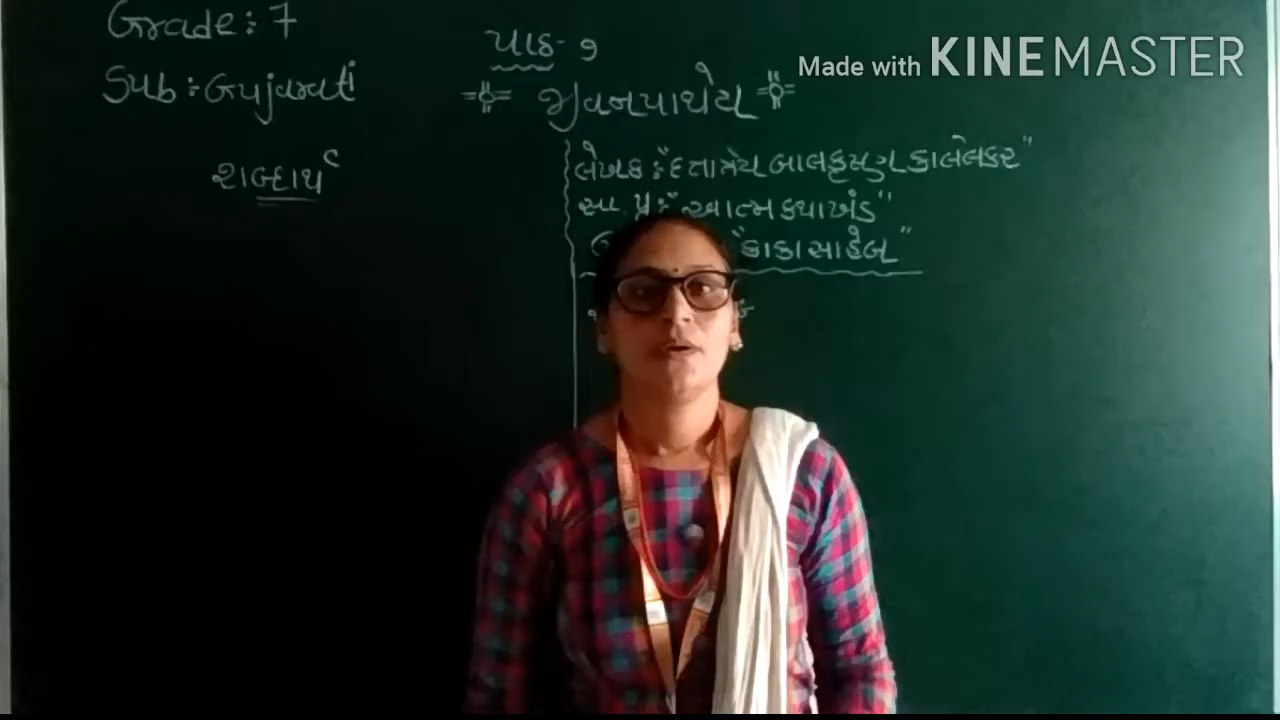 Grade : 7
Sub : Gujarati
શબ્દાર્થ
પાઠ - ૭
જીવનપાથેય
લેખક : "દત્તાત્રેય બાલકૃષ્ણ કાલેલકર"
સા. પ્ર : "આત્મકથાખંડ"
"કાકાસાહેબ"
Made with KINEMASTER